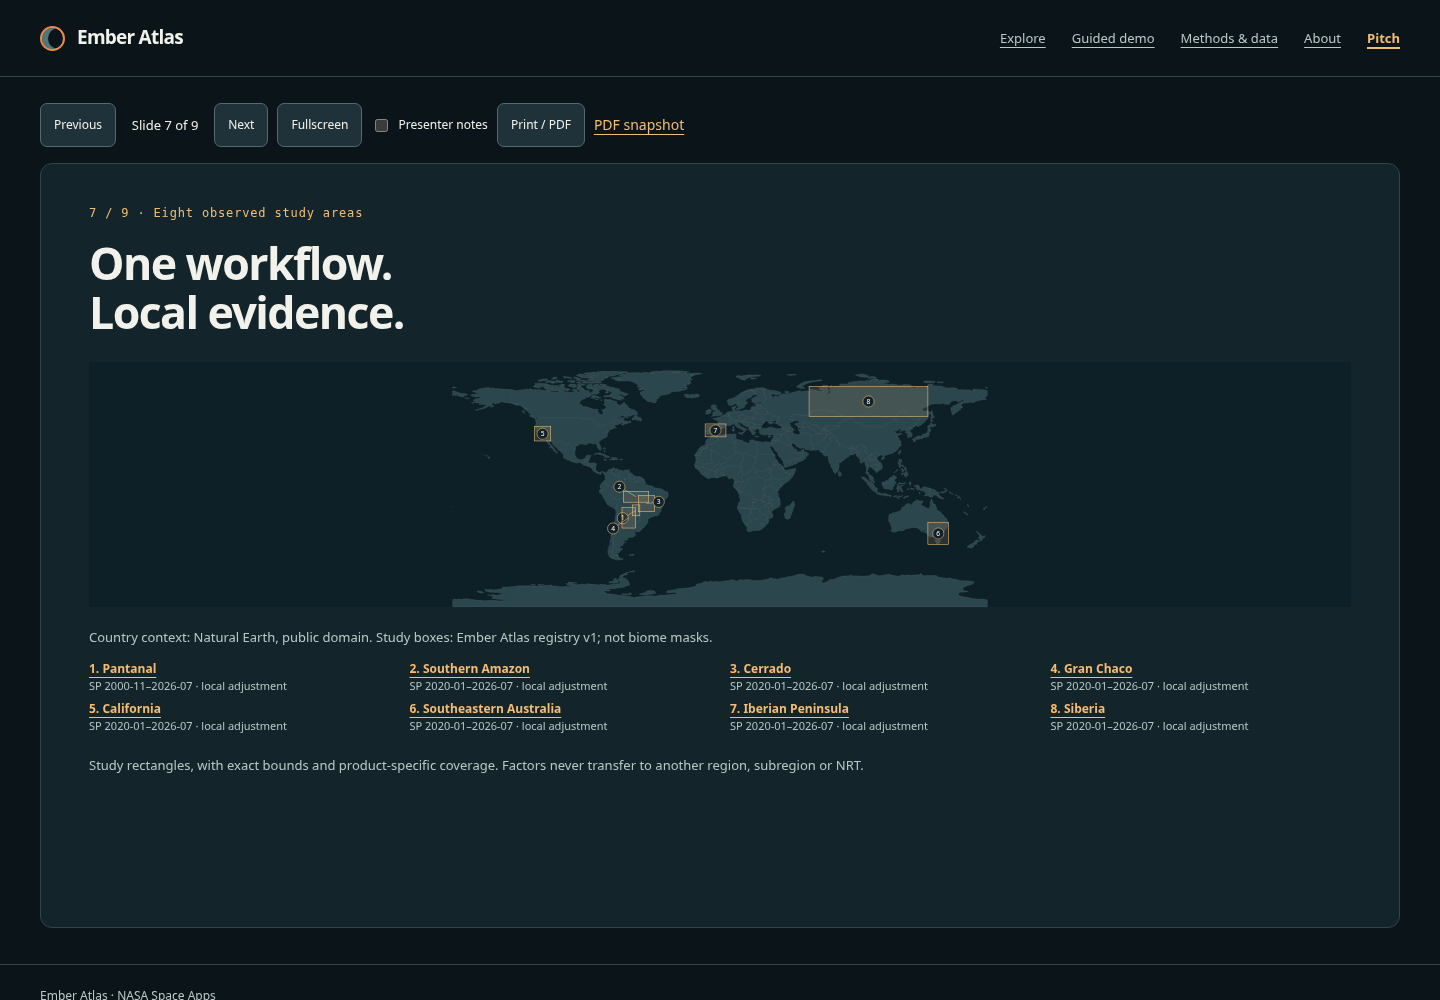 Ember Atlas
Explore
Guided demo
Methods & data
About
Pitch
Previous
Slide 7 of 9
Next
Fullscreen
Presenter notes
Print / PDF
PDF snapshot
7 / 9 · Eight observed study areas
One workflow.
Local evidence.
8
5
7
2
3
1
4
6
Country context: Natural Earth, public domain. Study boxes: Ember Atlas registry v1; not biome masks.
1. Pantanal
SP 2000-11–2026-07 · local adjustment
2. Southern Amazon
SP 2020-01–2026-07 · local adjustment
3. Cerrado
SP 2020-01–2026-07 · local adjustment
4. Gran Chaco
SP 2020-01–2026-07 · local adjustment
5. California
SP 2020-01–2026-07 · local adjustment
6. Southeastern Australia
SP 2020-01–2026-07 · local adjustment
7. Iberian Peninsula
SP 2020-01–2026-07 · local adjustment
8. Siberia
SP 2020-01–2026-07 · local adjustment
Study rectangles, with exact bounds and product-specific coverage. Factors never transfer to another region, subregion or NRT.
Ember Atlas · NASA Space Apps